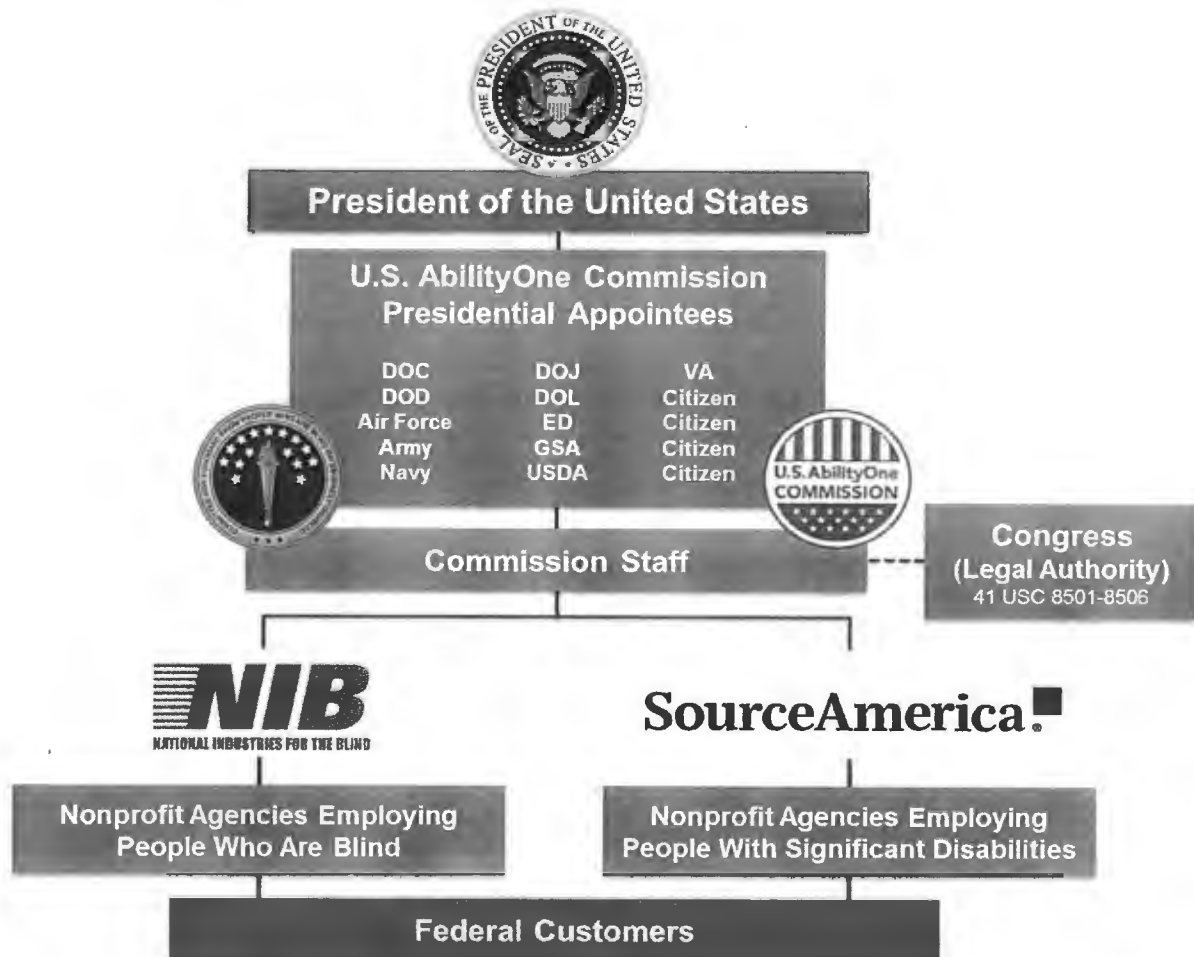 SEAL OF THE PRESIDENT OF THE UNITED STATES
President of the United States
U.S. AbilityOne Commission
Presidential Appointees
DOC DOJ VA
DOD DOL Citizen
Air Force ED Citizen
Army GSA Citizen
Navy USDA Citizen
U.S. AbilityOne
COMMISSION
Commission Staff
Congress
(Legal Authority)
41 USC 8501-8506
NIB
NATIONAL INDUSTRIES FOR THE BLIND
SourceAmerica
Nonprofit Agencies Employing
People Who Are Blind
Nonprofit Agencies Employing
People With Significant Disabilities
Federal Customers